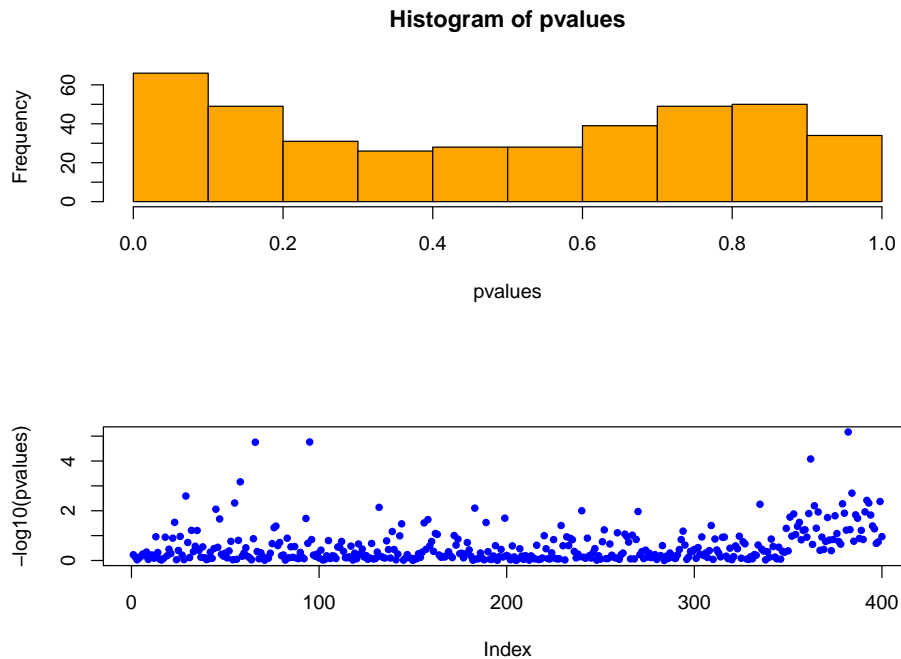 Histogram of pvalues
Frequency
0 20 40 60
0.0 0.2 0.4 0.6 0.8 1.0
pvalues
−log10(pvalues)
0 2 4
0 100 200 300 400
Index